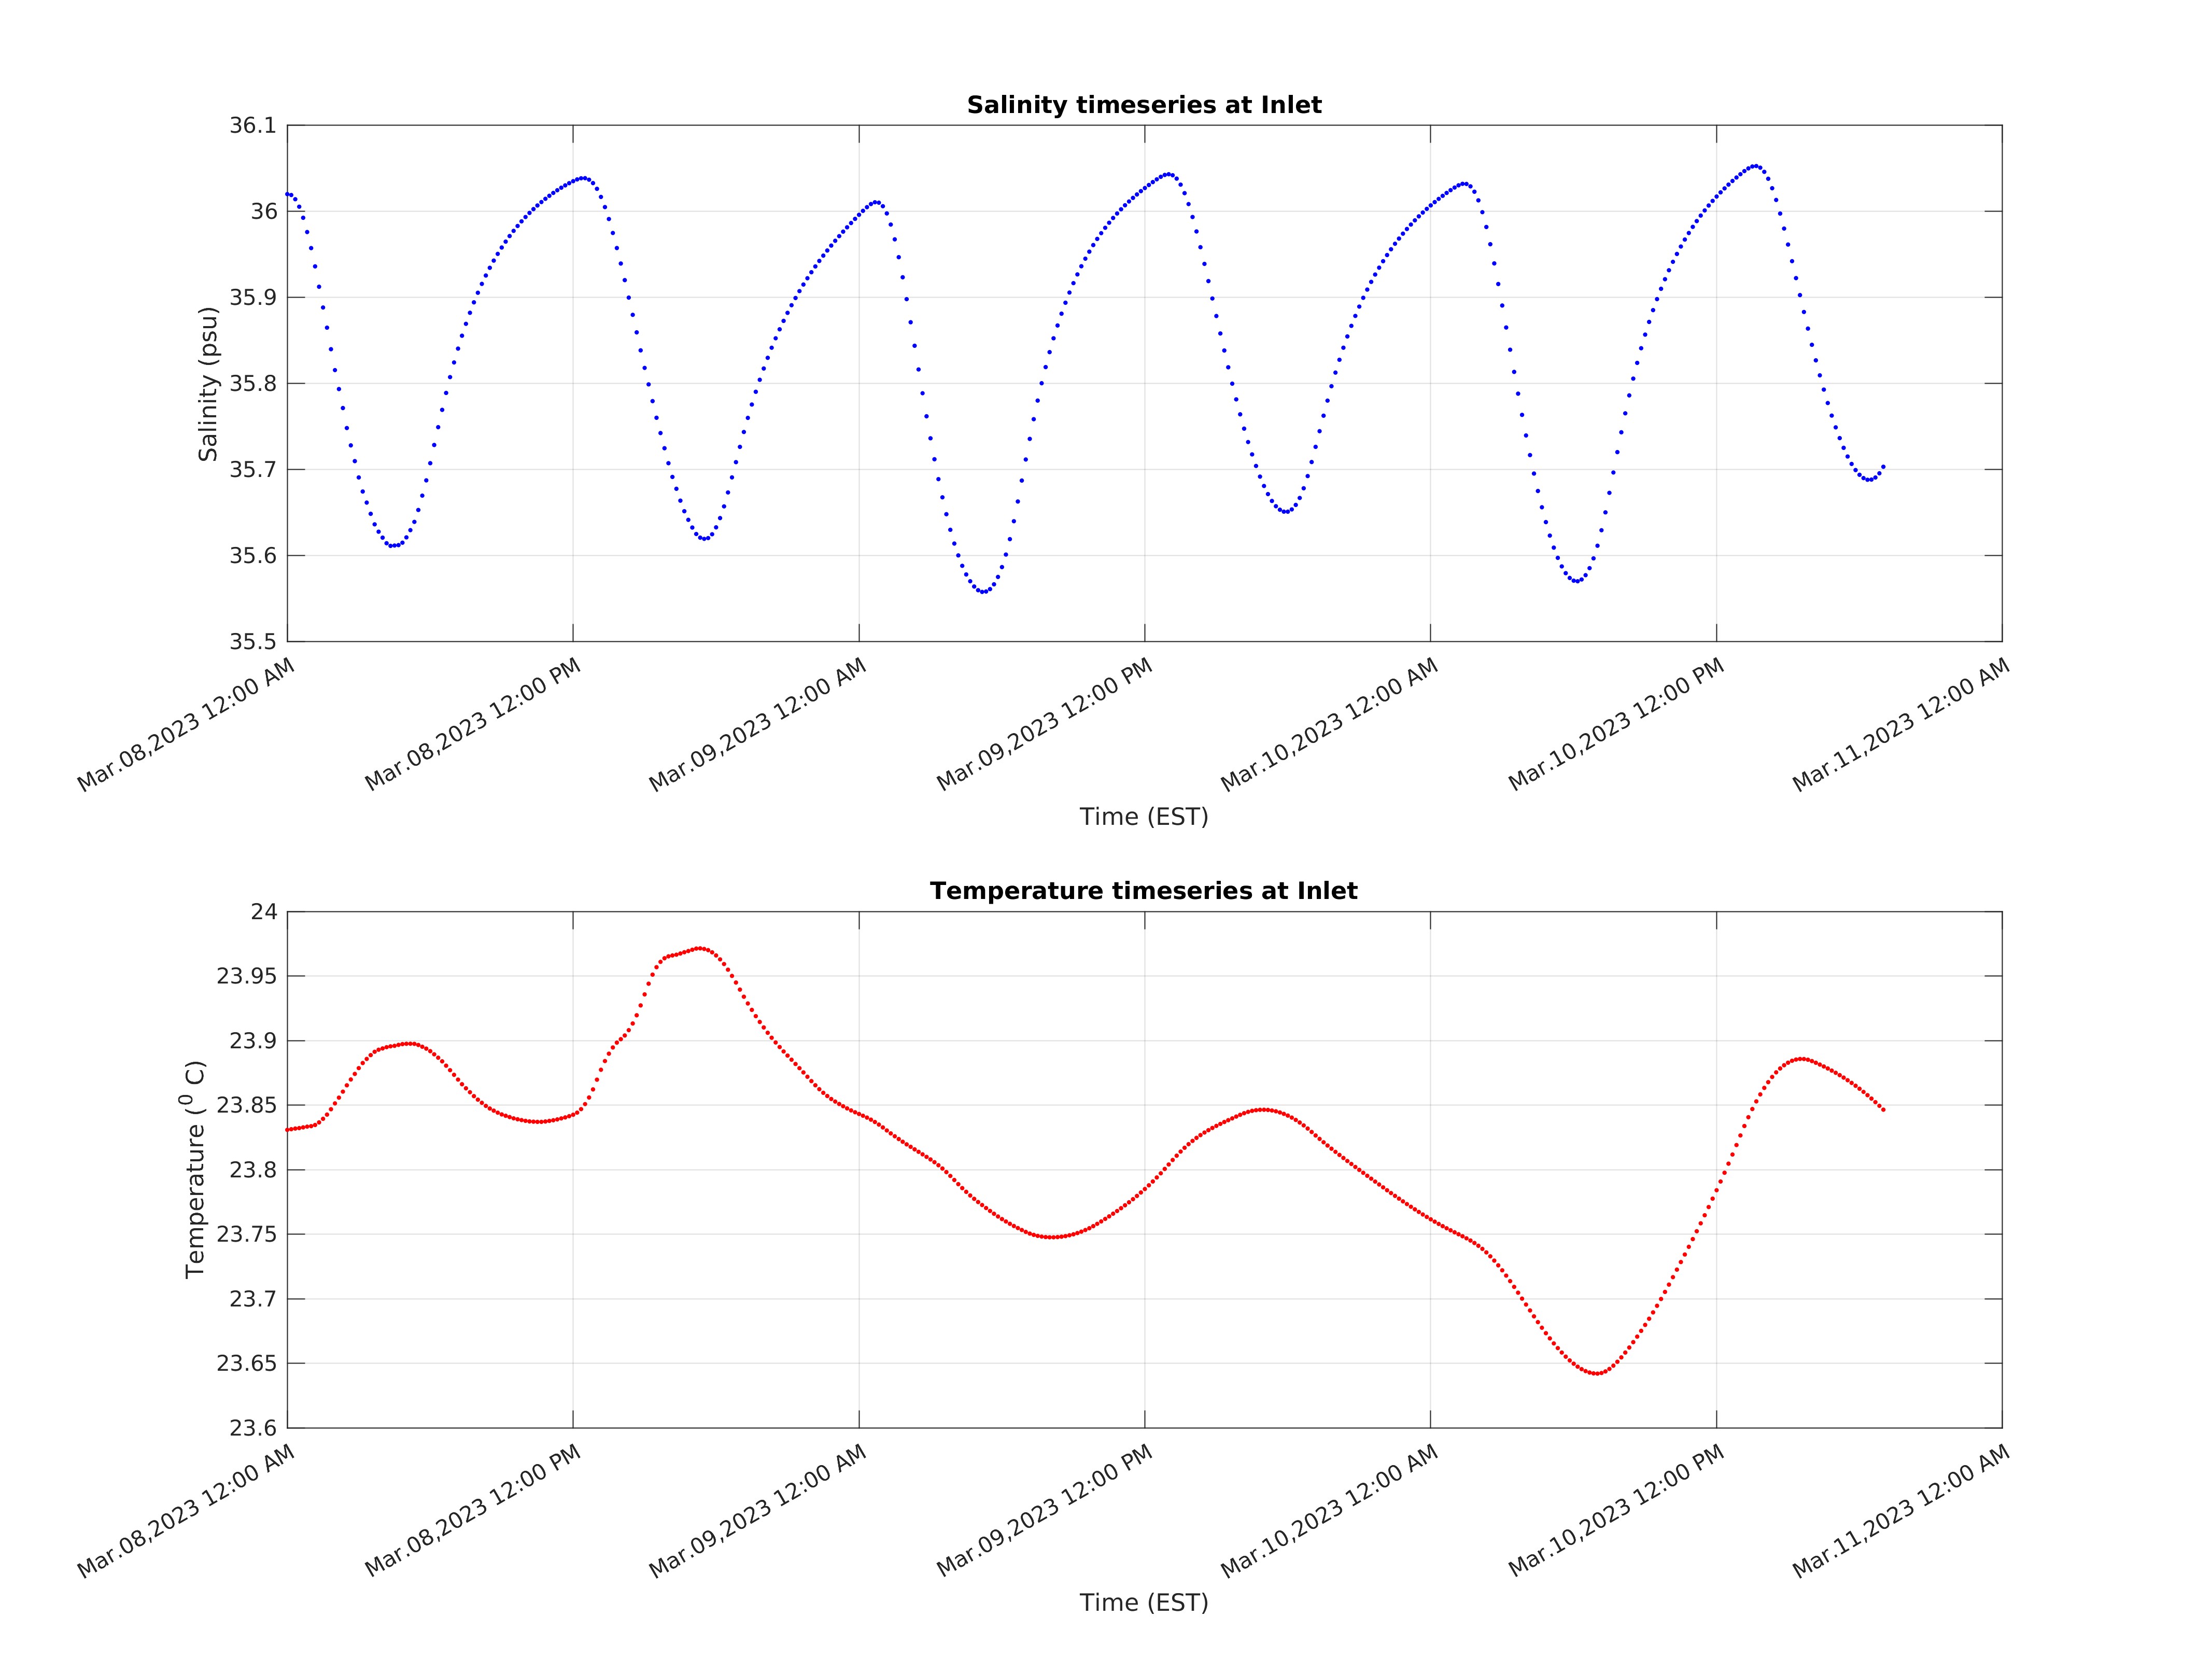 Salinity timeseries at Inlet
36.1
36
35.9
35.8
35.7
35.6
35.5
Salinity (psu)
Mar.08,2023 12:00 AM
Mar.08,2023 12:00 PM
Mar.09,2023 12:00 AM
Mar.09,2023 12:00 PM
Mar.10,2023 12:00 AM
Mar.10,2023 12:00 PM
Mar.11,2023 12:00 AM
Time (EST)
Temperature timeseries at Inlet
24
23.95
23.9
23.85
23.8
23.75
23.7
23.65
23.6
Temperature (⁰ C)
Mar.08,2023 12:00 AM
Mar.08,2023 12:00 PM
Mar.09,2023 12:00 AM
Mar.09,2023 12:00 PM
Mar.10,2023 12:00 AM
Mar.10,2023 12:00 PM
Mar.11,2023 12:00 AM
Time (EST)